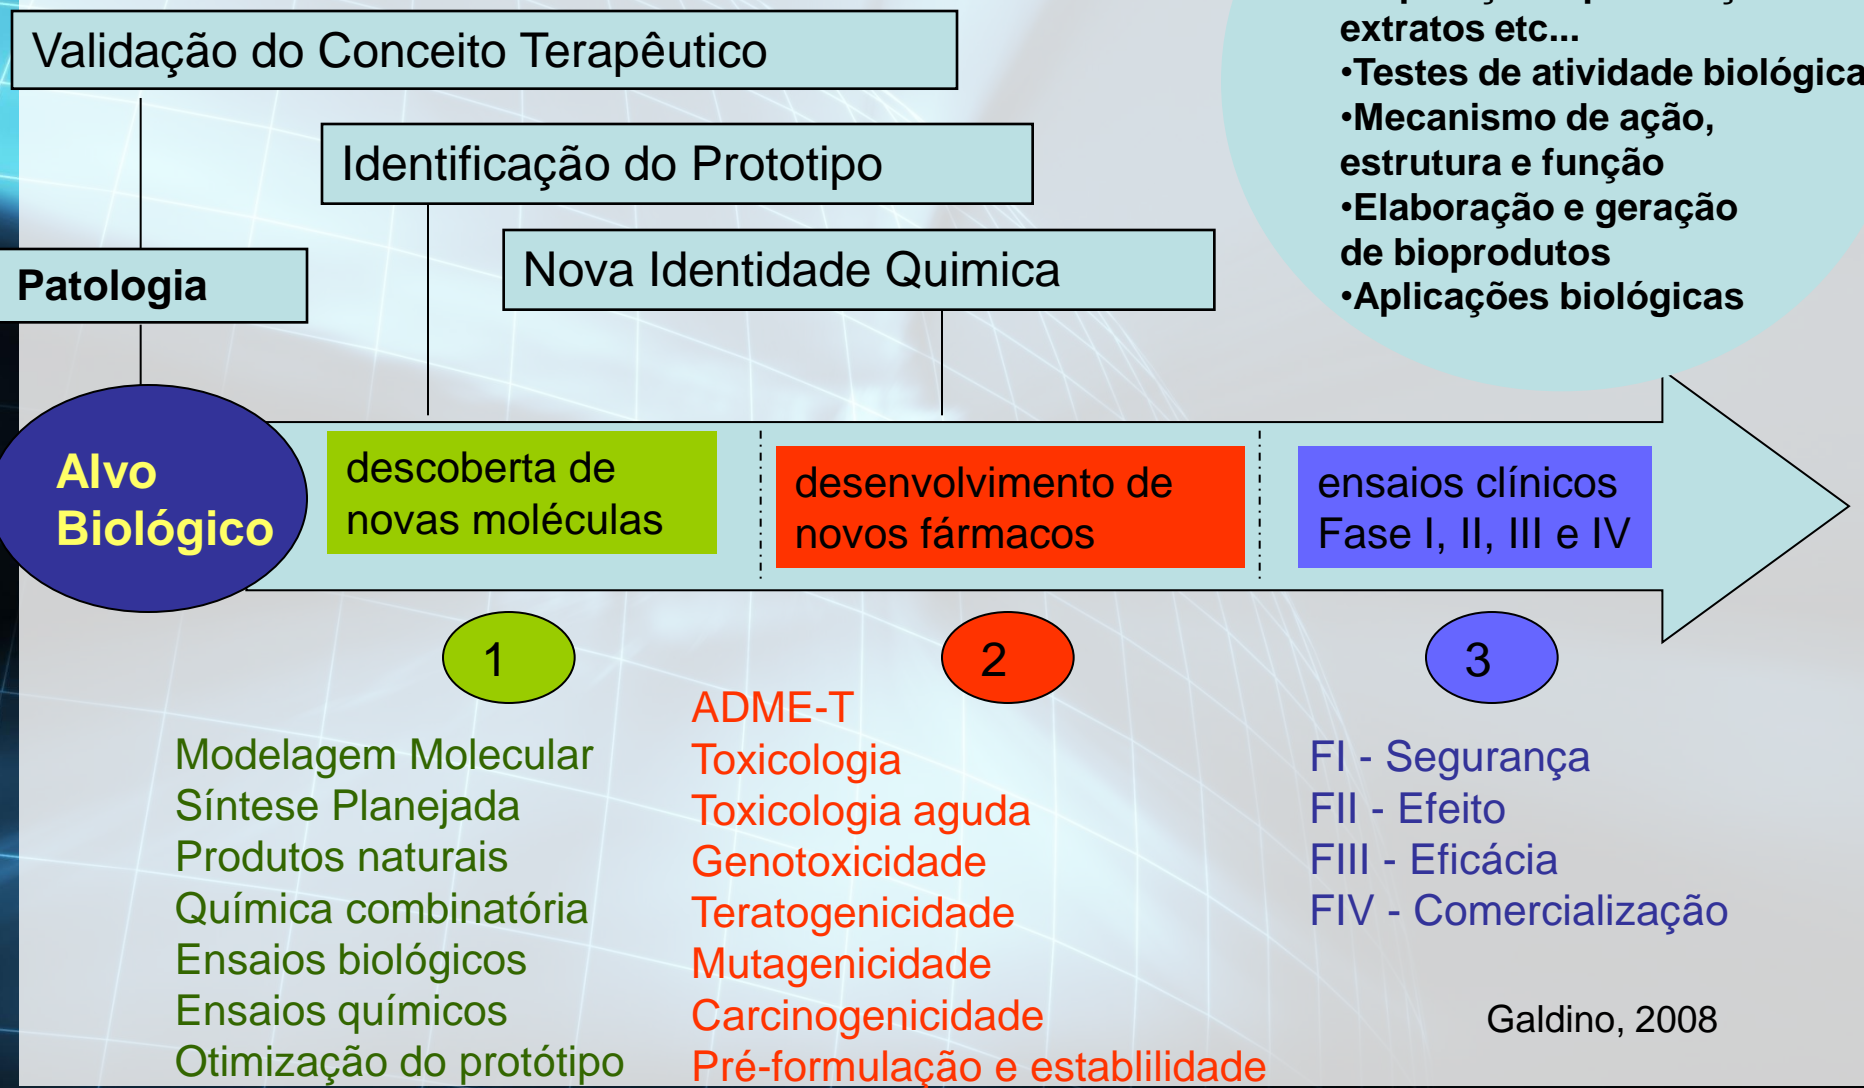 Validação do Conceito Terapêutico
Identificação do Prototipo
Nova Identidade Quimica
Patologia
extratos etc...
•Testes de atividade biológica
•Mecanismo de ação,
estrutura e função
•Elaboração e geração
de bioprodutos
•Aplicações biológicas
Alvo
Biológico
descoberta de
novas moléculas
desenvolvimento de
novos fármacos
ensaios clínicos
Fase I, II, III e IV
1
2
3
Modelagem Molecular
Síntese Planejada
Produtos naturais
Química combinatória
Ensaios biológicos
Ensaios químicos
Otimização do protótipo
ADME-T
Toxicologia
Toxicologia aguda
Genotoxicidade
Teratogenicidade
Mutagenicidade
Carcinogenicidade
Pré-formulação e establilidade
FI - Segurança
FII - Efeito
FIII - Eficácia
FIV - Comercialização
Galdino, 2008